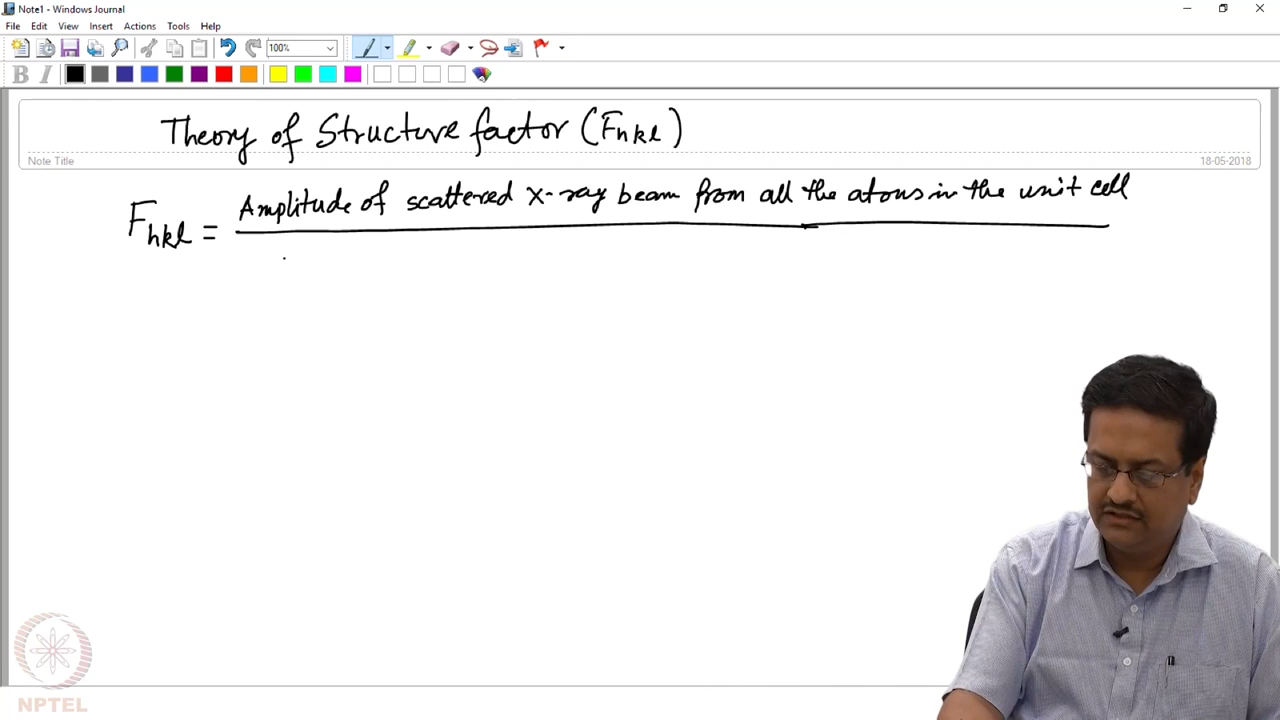 Note1 - Windows Journal
File Edit View Insert Actions Tools Help
100%
B I
Theory of Structure factor (Fhkl)
Note Title
18-05-2018
Amplitude of scattered X-ray beam from all the atoms in the unit cell
Fhkl =
NPTEL